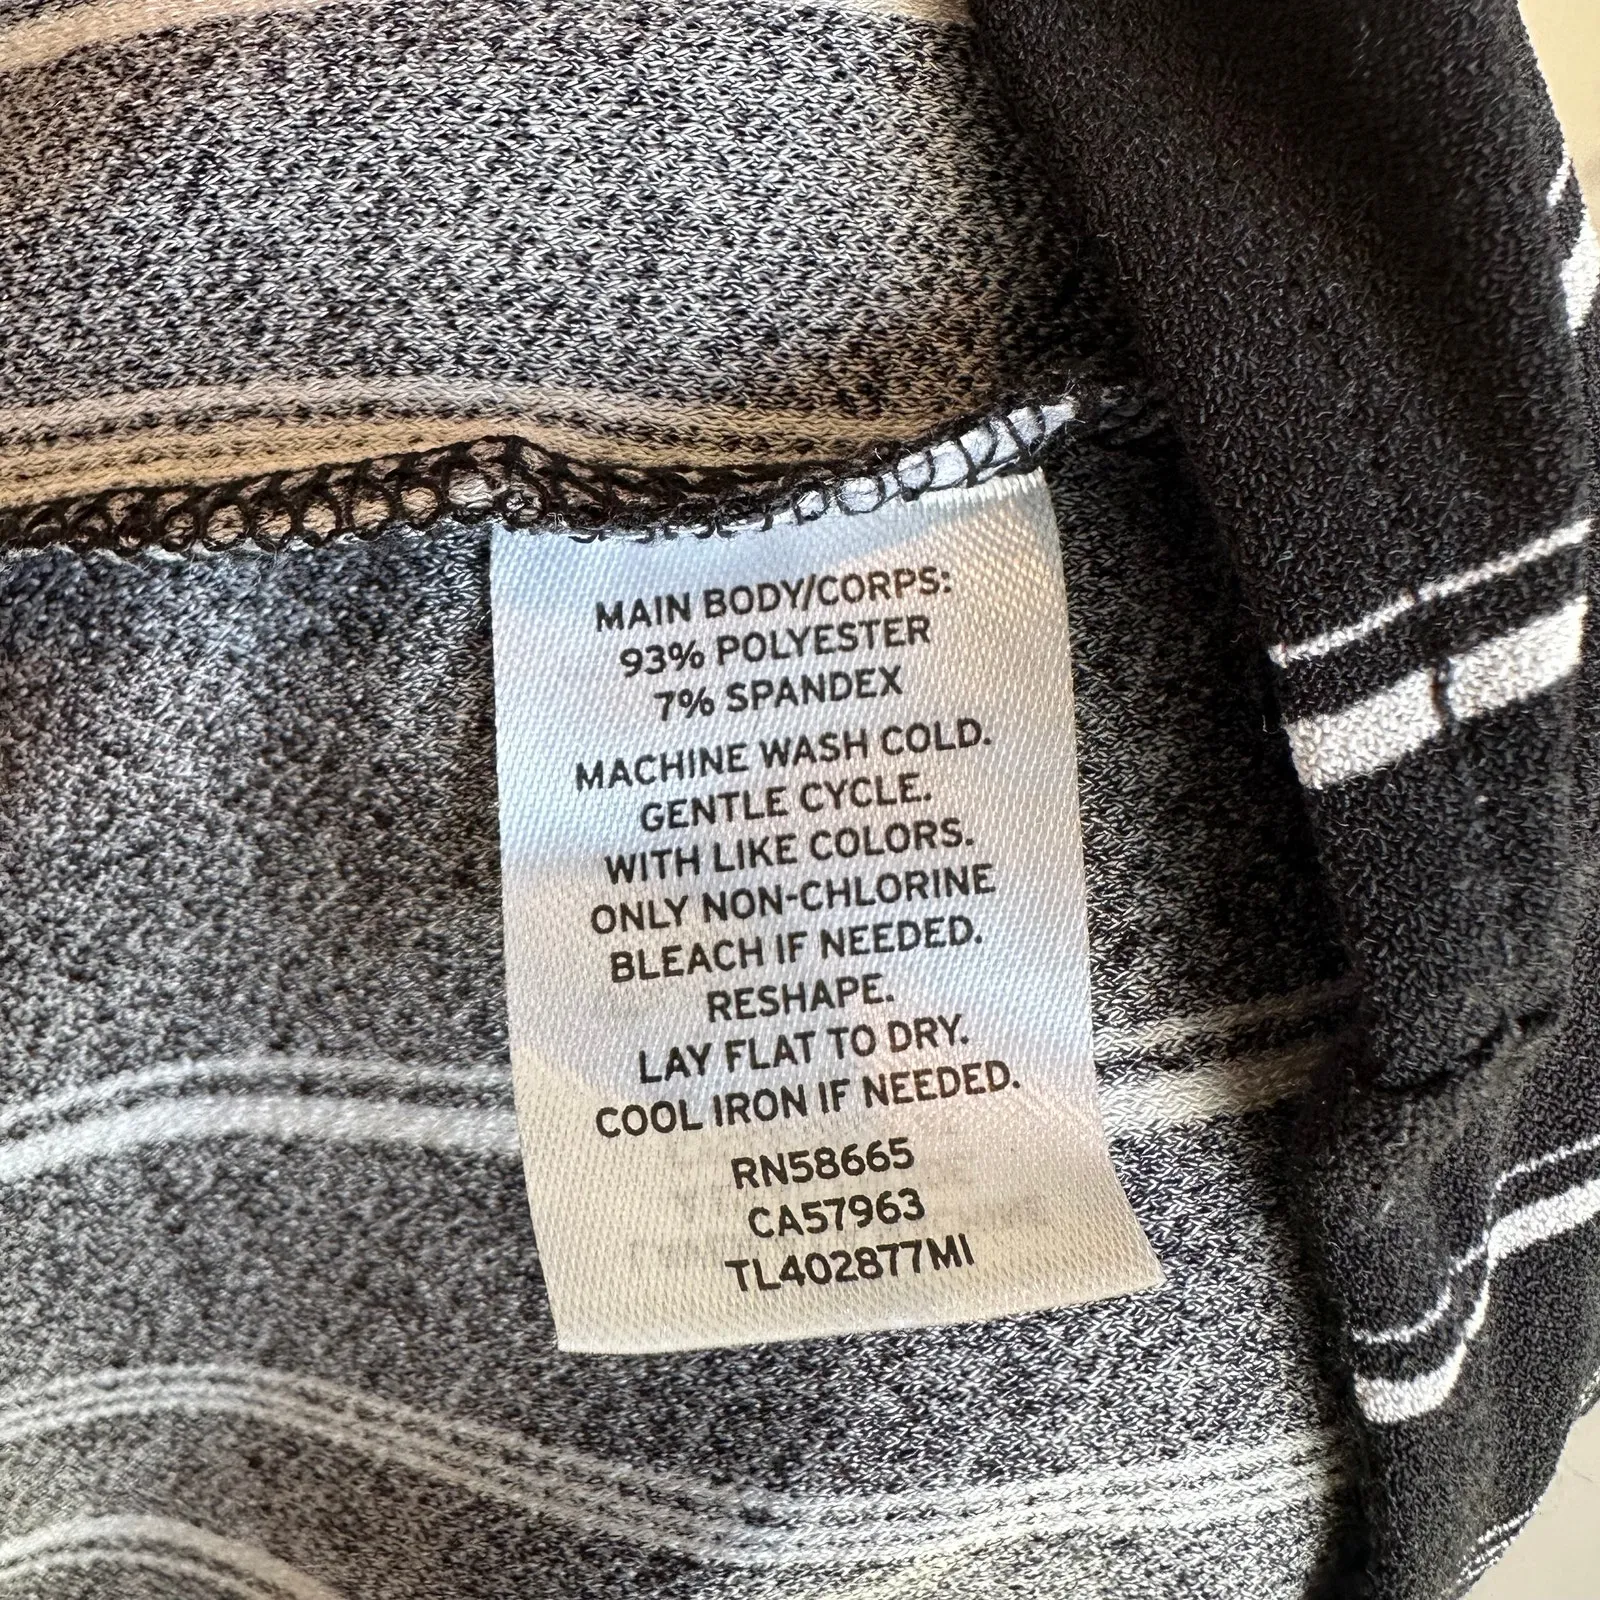 MAIN BODY/CORPS:
93% POLYESTER
7% SPANDEX
MACHINE WASH COLD.
GENTLE CYCLE.
WITH LIKE COLORS.
ONLY NON-CHLORINE
BLEACH IF NEEDED.
RESHAPE.
LAY FLAT TO DRY.
COOL IRON IF NEEDED.
RN58665
CA57963
TL402877MI